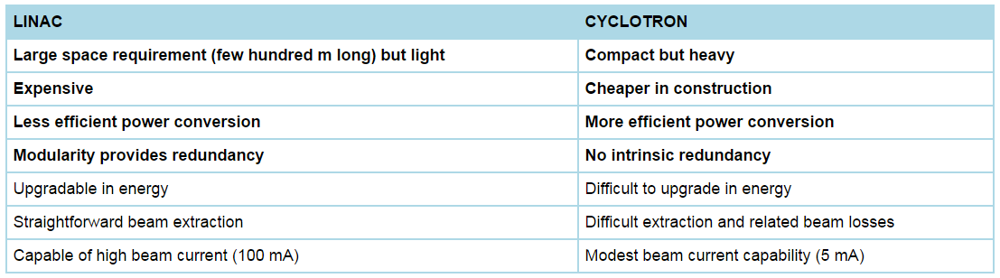 LINAC CYCLOTRON
Large space requirement (few hundred m long) but light Compact but heavy
Expensive Cheaper in construction
Less efficient power conversion More efficient power conversion
Modularity provides redundancy No intrinsic redundancy
Upgradable in energy Difficult to upgrade in energy
Straightforward beam extraction Difficult extraction and related beam losses
Capable of high beam current (100 mA) Modest beam current capability (5 mA)